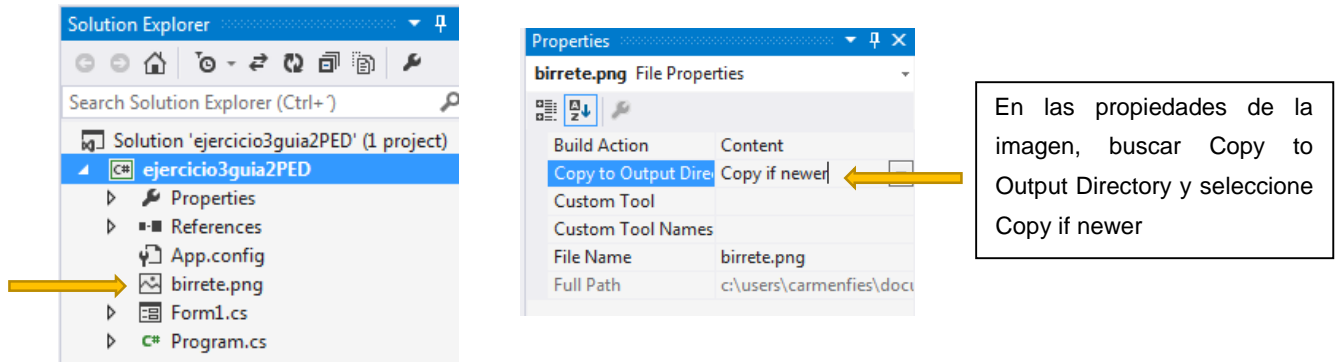 Solution Explorer
Search Solution Explorer (Ctrl+´)
Solution 'ejercicio3guia2PED' (1 project)
C# ejercicio3guia2PED
Properties
References
App.config
birrete.png
Form1.cs
C# Program.cs
Properties
birrete.png File Properties
Build Action Content
Copy to Output Dire Copy if newer
Custom Tool
Custom Tool Names
File Name birrete.png
Full Path c:\users\carmenfies\docu
En las propiedades de la
imagen, buscar Copy to
Output Directory y seleccione
Copy if newer